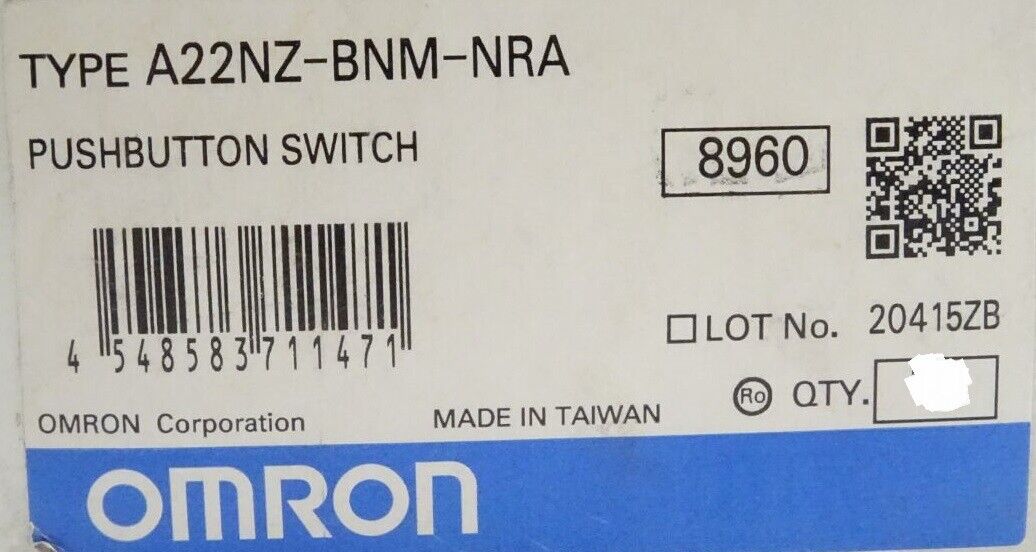 TYPE A22NZ-BNM-NRA
PUSHBUTTON SWITCH
8960
4 548583 711471
LOT No. 20415ZB
Ro QTY.
OMRON Corporation
MADE IN TAIWAN
OMRON